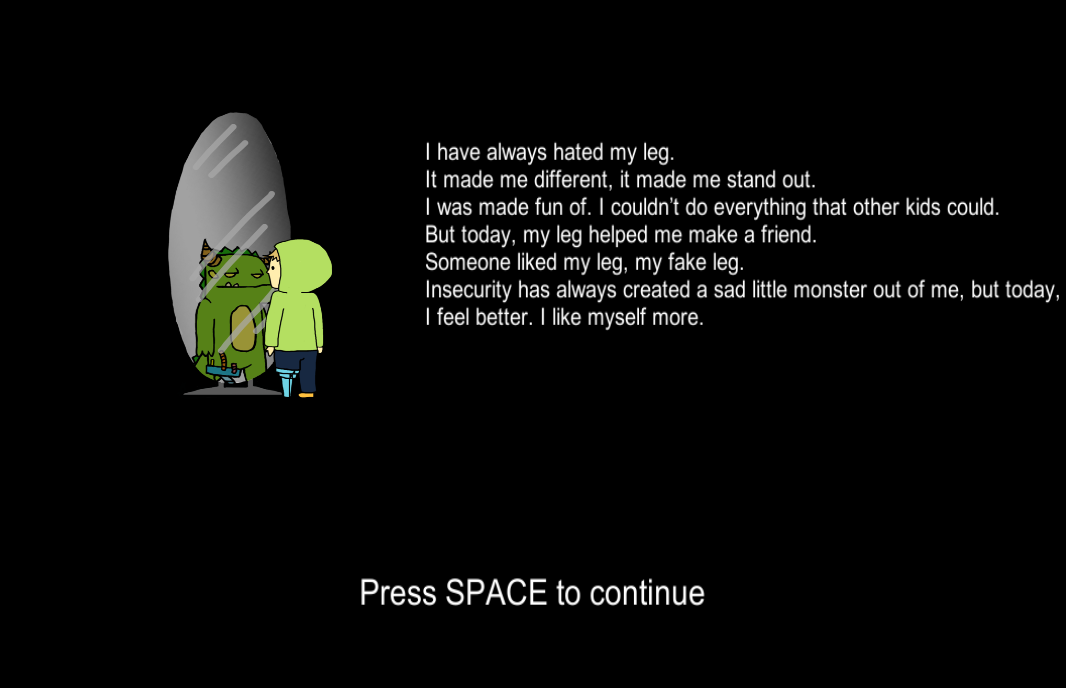 I have always hated my leg.
It made me different, it made me stand out.
I was made fun of. I couldn’t do everything that other kids could.
But today, my leg helped me make a friend.
Someone liked my leg, my fake leg.
Insecurity has always created a sad little monster out of me, but today,
I feel better. I like myself more.
Press SPACE to continue